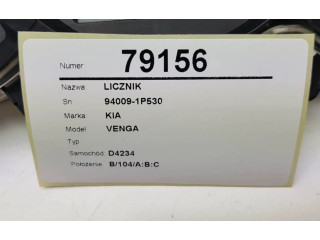 Numer: 79156
Nazwa: LICZNIK
Sn 94009-1P530
Marka: KIA
Model VENGA
Typ
Samochód: D4234
Położenie B/104/A:B:C